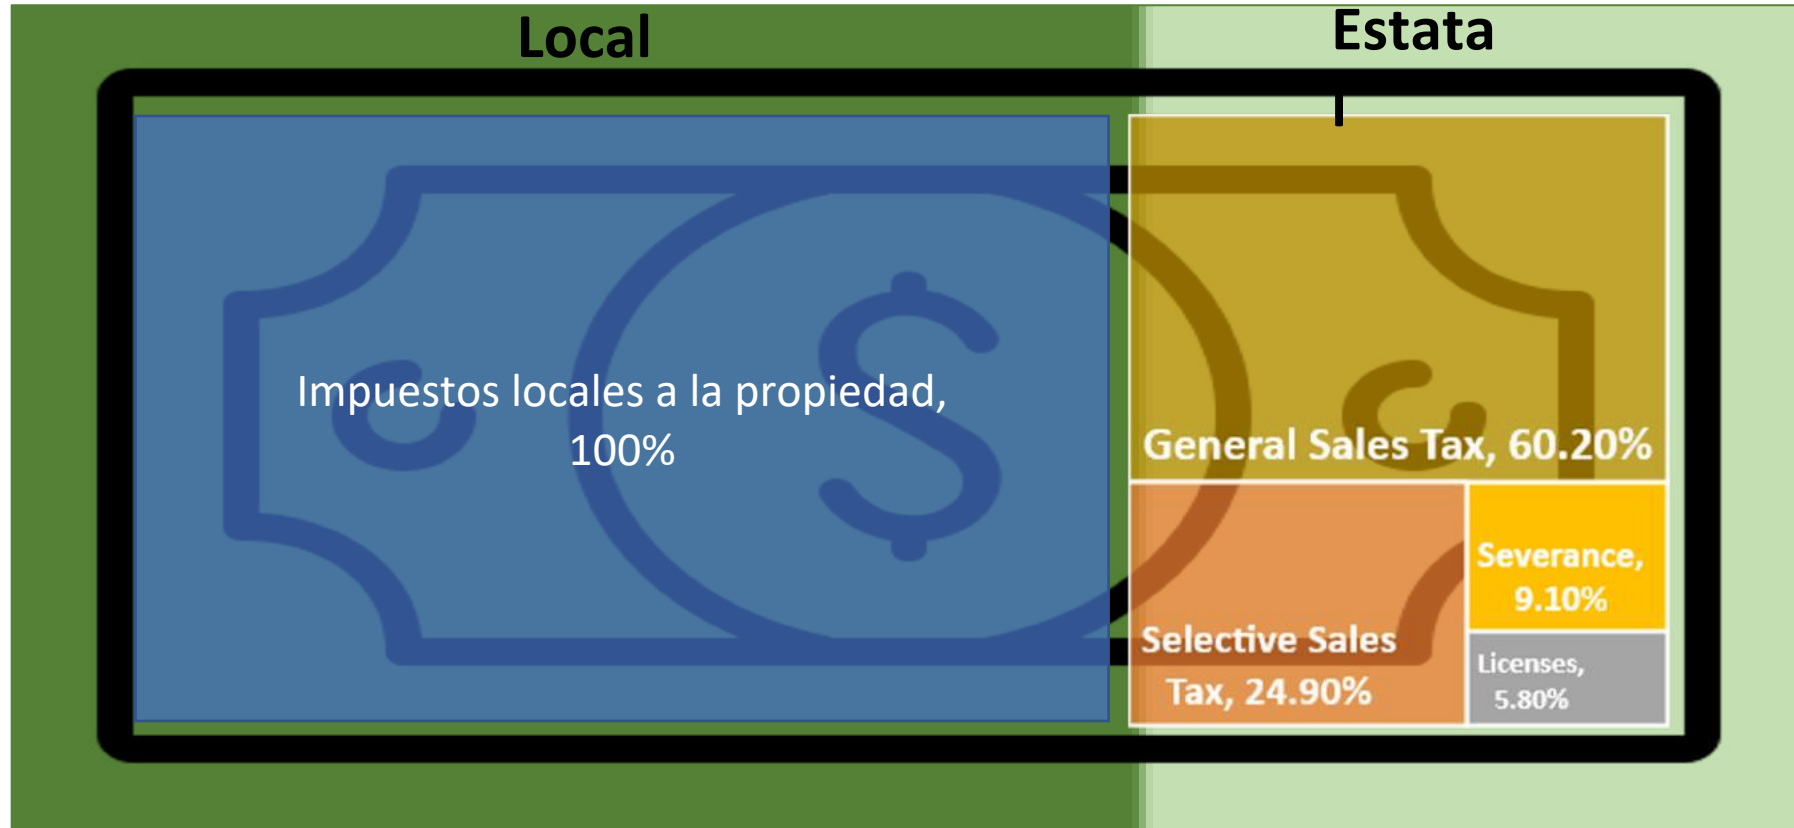 Local
Estata
l
Impuestos locales a la propiedad,
100%
$
General Sales Tax, 60.20%
Selective Sales
Tax, 24.90%
Severance,
9.10%
Licenses,
5.80%